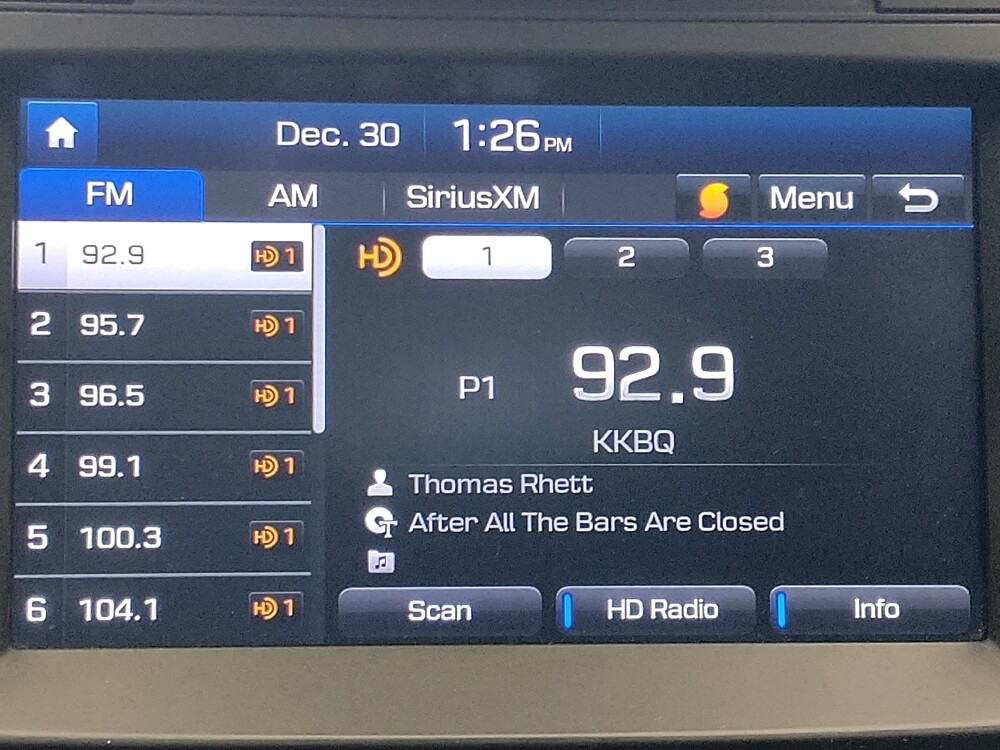 Dec. 30 1:26 PM
FM AM SiriusXM Menu
1 92.9 HD 1
2 95.7 HD 1
3 96.5 HD 1
4 99.1 HD 1
5 100.3 HD 1
6 104.1 HD 1
HD 1 2 3
P1 92.9
KKBQ
Thomas Rhett
After All The Bars Are Closed
Scan HD Radio Info